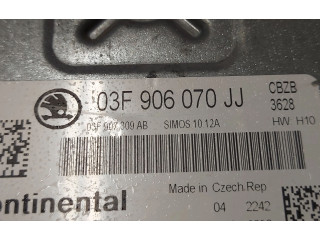 03F 906 070 JJ
CBZB
3628
03F 907 309 AB SIMOS 10.12A HW H10
ontinental
Made in Czech.Rep
04 2242